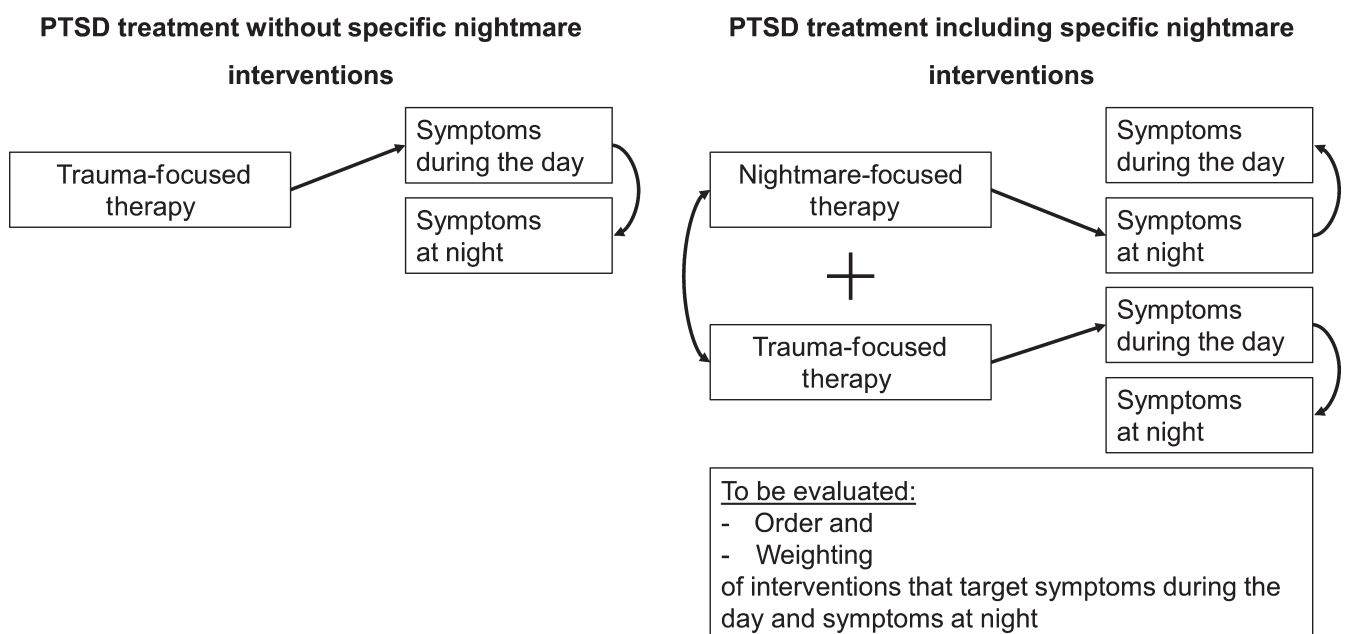 PTSD treatment without specific nightmare
interventions
Trauma-focused
therapy
Symptoms
during the day
Symptoms
at night
PTSD treatment including specific nightmare
interventions
Nightmare-focused
therapy
Symptoms
during the day
Symptoms
at night
+
Trauma-focused
therapy
Symptoms
during the day
Symptoms
at night
To be evaluated:
- Order and
- Weighting
of interventions that target symptoms during the
day and symptoms at night